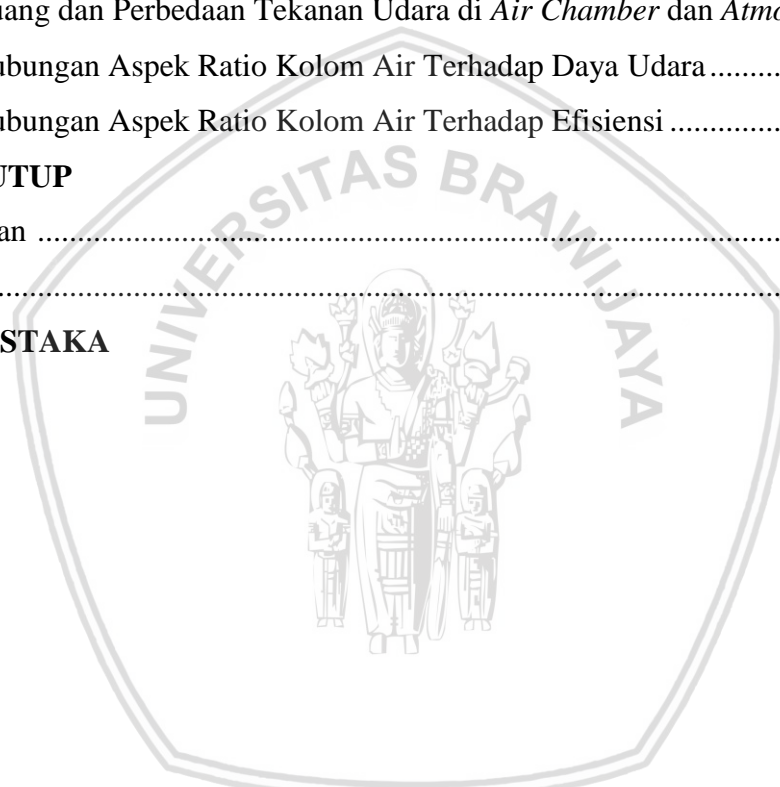 uang dan Perbedaan Tekanan Udara di Air Chamber dan Atmo
ubungan Aspek Ratio Kolom Air Terhadap Daya Udara ..............
ubungan Aspek Ratio Kolom Air Terhadap Efisiensi ...................
UTUP
an ..........................................................................................................
..........................................................................................................
STAKA
UNIVERSITAS BRAWIJAYA